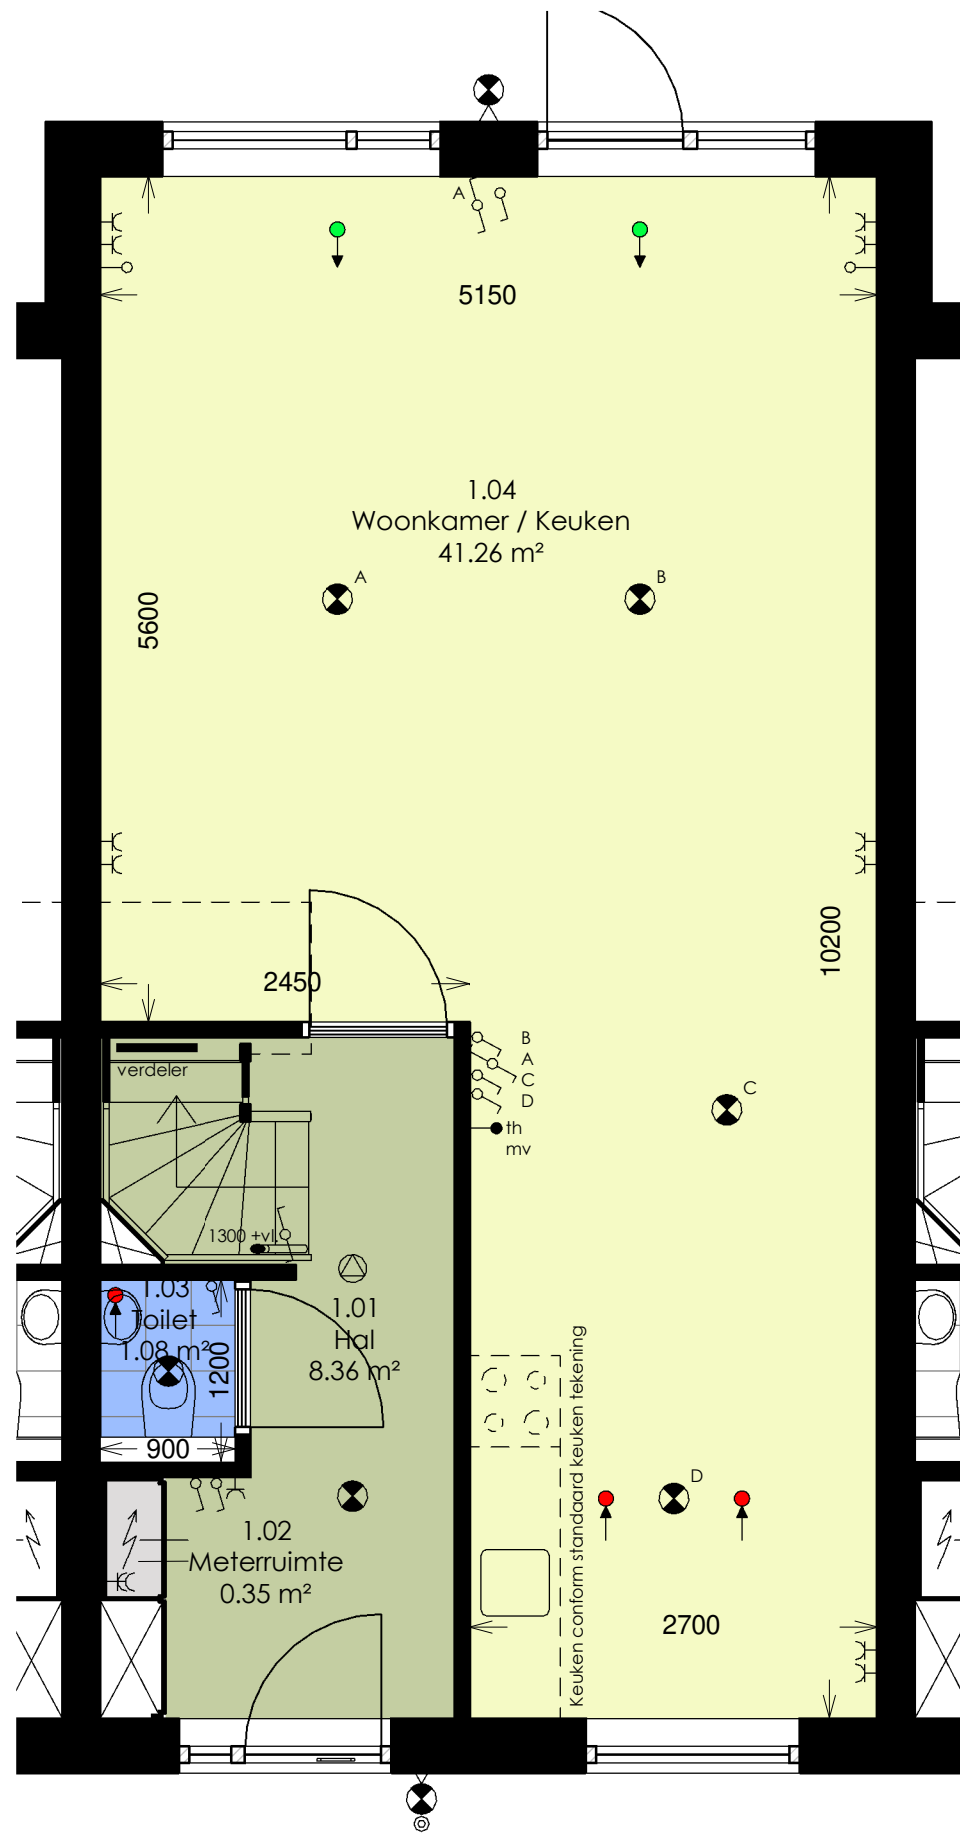 A
5150
1.04
Woonkamer / Keuken
41.26 m²
A
B
5600
10200
2450
B
A
C
D
th
mv
verdeler
C
1300 +vl.
1.03
Toilet
1.08 m²
1200
900
1.01
Hal
8.36 m²
Keuken conform standaard keuken tekening
D
1.02
Meterruimte
0.35 m²
2700